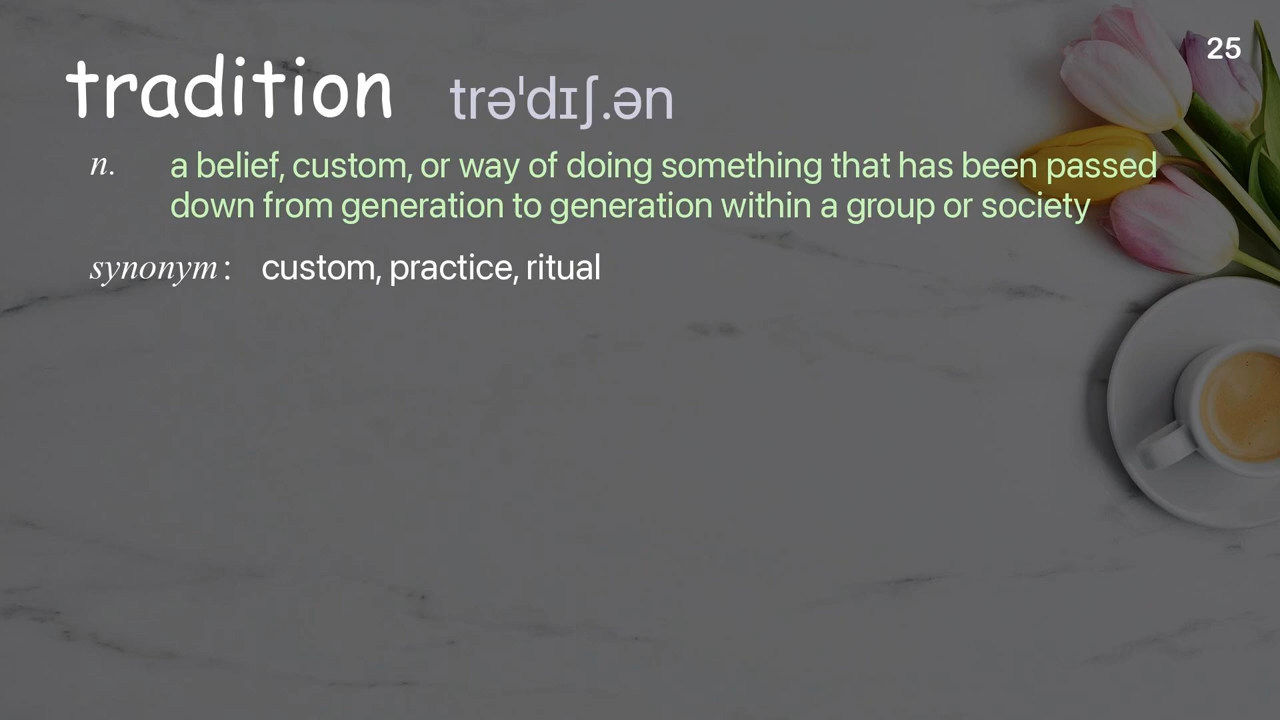 25
tradition trəˈdɪʃ.ən
n. a belief, custom, or way of doing something that has been passed
down from generation to generation within a group or society
synonym: custom, practice, ritual